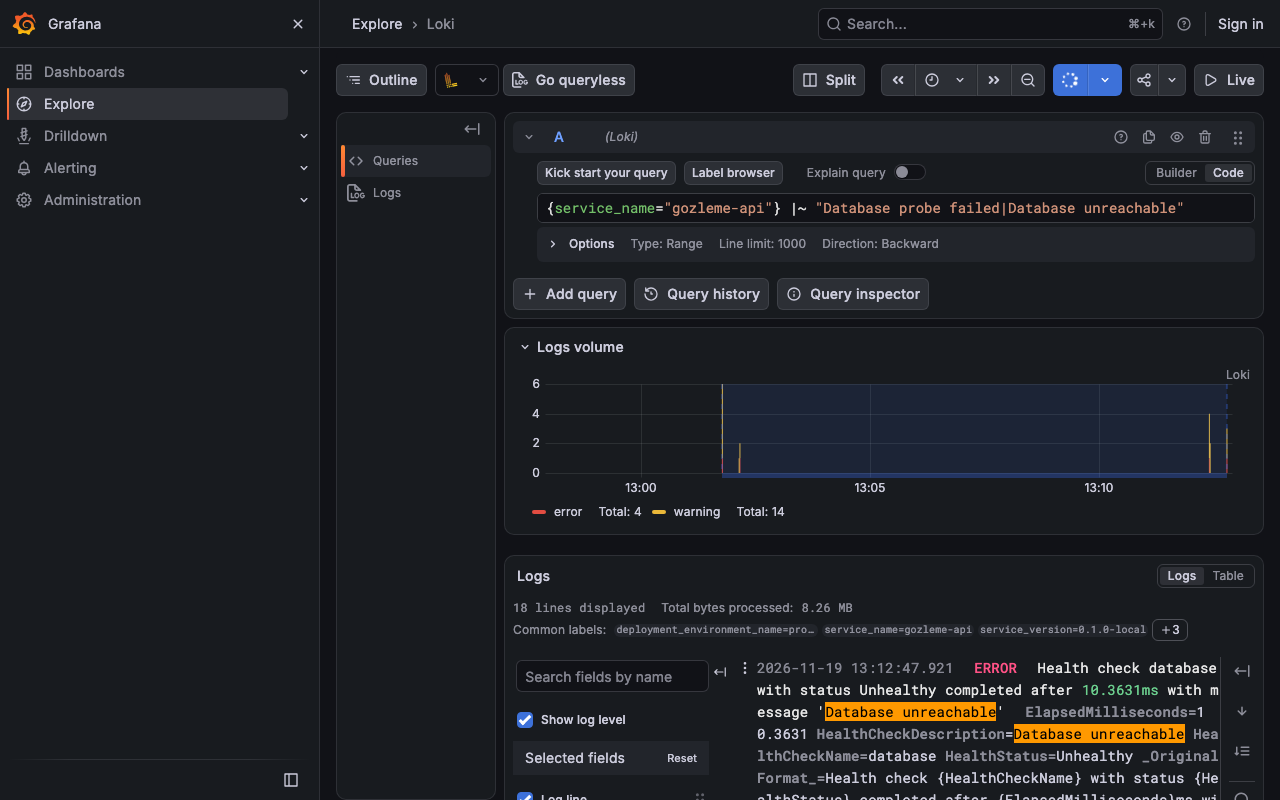 Grafana
Explore › Loki
Search...
⌘+k
Sign in
Dashboards
Explore
Drilldown
Alerting
Administration
Outline
Go queryless
Split
Live
Queries
Logs
A (Loki)
Kick start your query
Label browser
Explain query
Builder
Code
{service_name="gozleme-api"} |~ "Database probe failed|Database unreachable"
Options Type: Range Line limit: 1000 Direction: Backward
+ Add query
Query history
Query inspector
Logs volume
Loki
6
4
2
0
13:00 13:05 13:10
error Total: 4 warning Total: 14
Logs
Logs
Table
18 lines displayed Total bytes processed: 8.26 MB
Common labels: deployment_environment_name=pro… service_name=gozleme-api service_version=0.1.0-local +3
Search fields by name
Show log level
Selected fields
Reset
Log line
2026-11-19 13:12:47.921 ERROR Health check database
with status Unhealthy completed after 10.3631ms with m
essage 'Database unreachable' ElapsedMilliseconds=1
0.3631 HealthCheckDescription=Database unreachable Hea
lthCheckName=database HealthStatus=Unhealthy _Original
Format_=Health check {HealthCheckName} with status {He
althStatus} completed after {ElapsedMilliseconds}ms wi